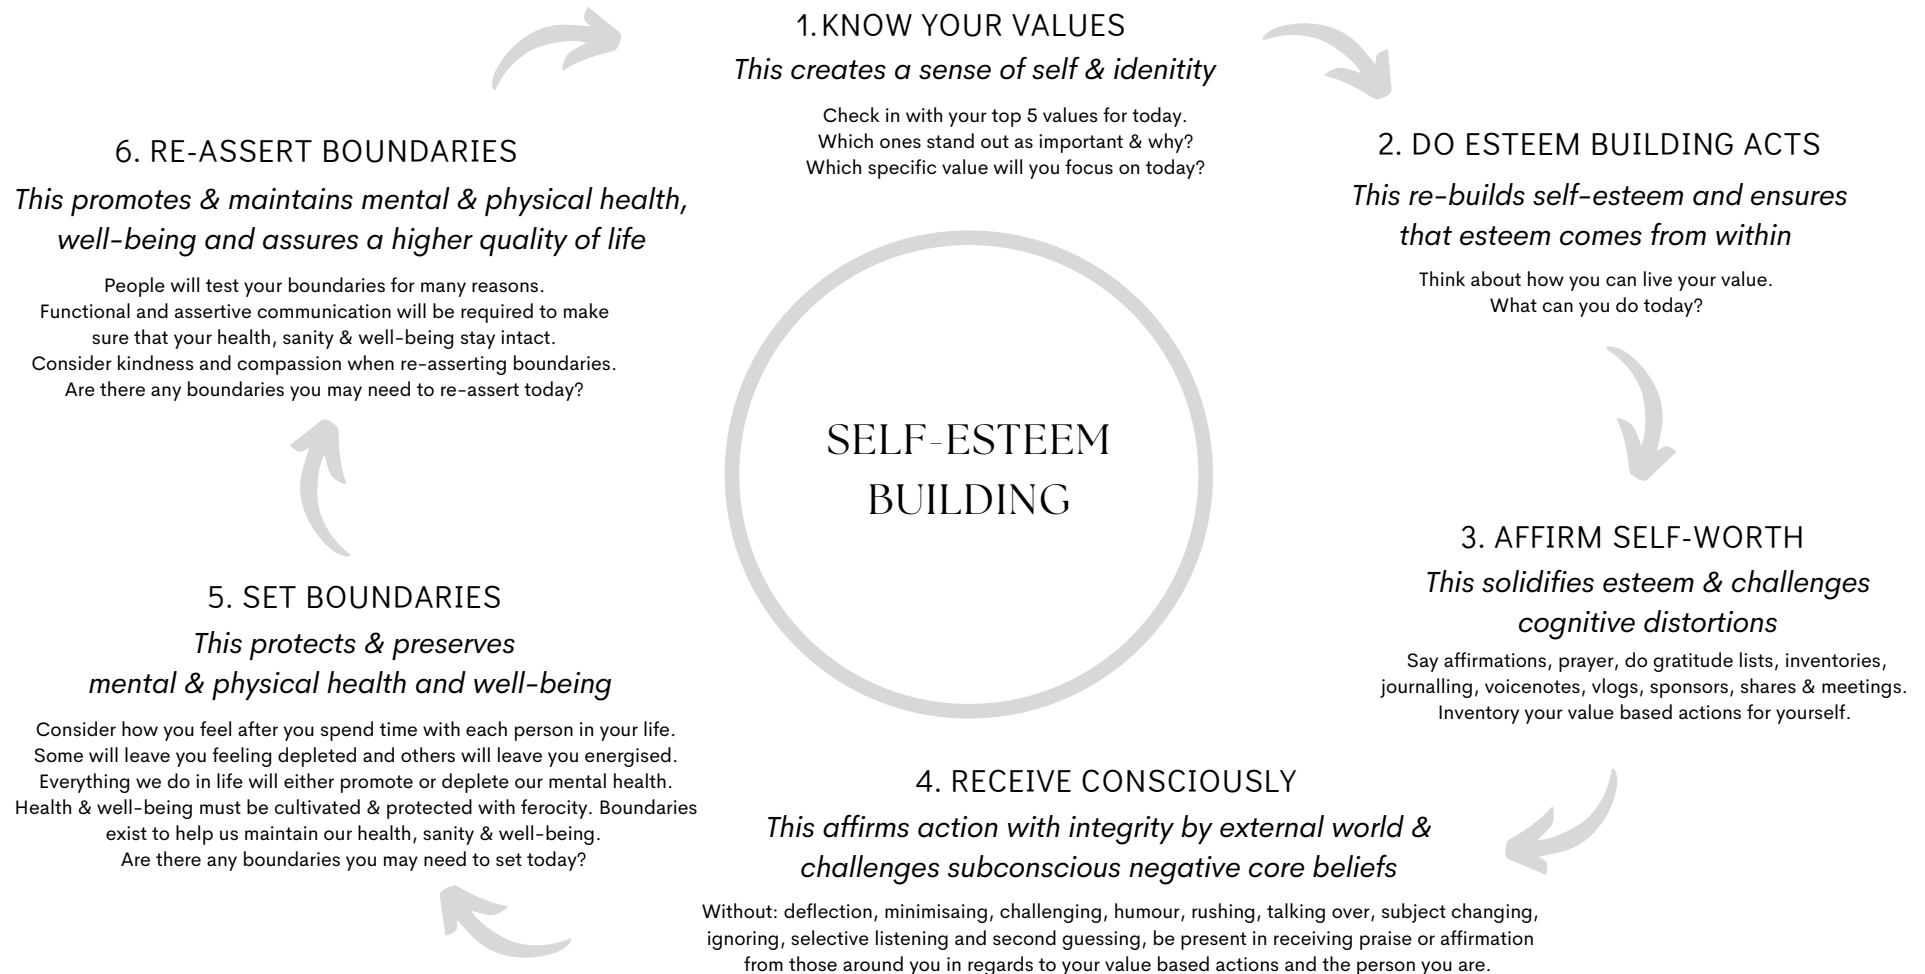 1.KNOW YOUR VALUES
This creates a sense of self & idenitity
Check in with your top 5 values for today.
Which ones stand out as important & why?
Which specific value will you focus on today?
2. DO ESTEEM BUILDING ACTS
This re-builds self-esteem and ensures
that esteem comes from within
Think about how you can live your value.
What can you do today?
3. AFFIRM SELF-WORTH
This solidifies esteem & challenges
cognitive distortions
Say affirmations, prayer, do gratitude lists, inventories,
journalling, voicenotes, vlogs, sponsors, shares & meetings.
Inventory your value based actions for yourself.
4. RECEIVE CONSCIOUSLY
This affirms action with integrity by external world &
challenges subconscious negative core beliefs
Without: deflection, minimisaing, challenging, humour, rushing, talking over, subject changing,
ignoring, selective listening and second guessing, be present in receiving praise or affirmation
from those around you in regards to your value based actions and the person you are.
5. SET BOUNDARIES
This protects & preserves
mental & physical health and well-being
Consider how you feel after you spend time with each person in your life.
Some will leave you feeling depleted and others will leave you energised.
Everything we do in life will either promote or deplete our mental health.
Health & well-being must be cultivated & protected with ferocity. Boundaries
exist to help us maintain our health, sanity & well-being.
Are there any boundaries you may need to set today?
6. RE-ASSERT BOUNDARIES
This promotes & maintains mental & physical health,
well-being and assures a higher quality of life
People will test your boundaries for many reasons.
Functional and assertive communication will be required to make
sure that your health, sanity & well-being stay intact.
Consider kindness and compassion when re-asserting boundaries.
Are there any boundaries you may need to re-assert today?
SELF-ESTEEM
BUILDING